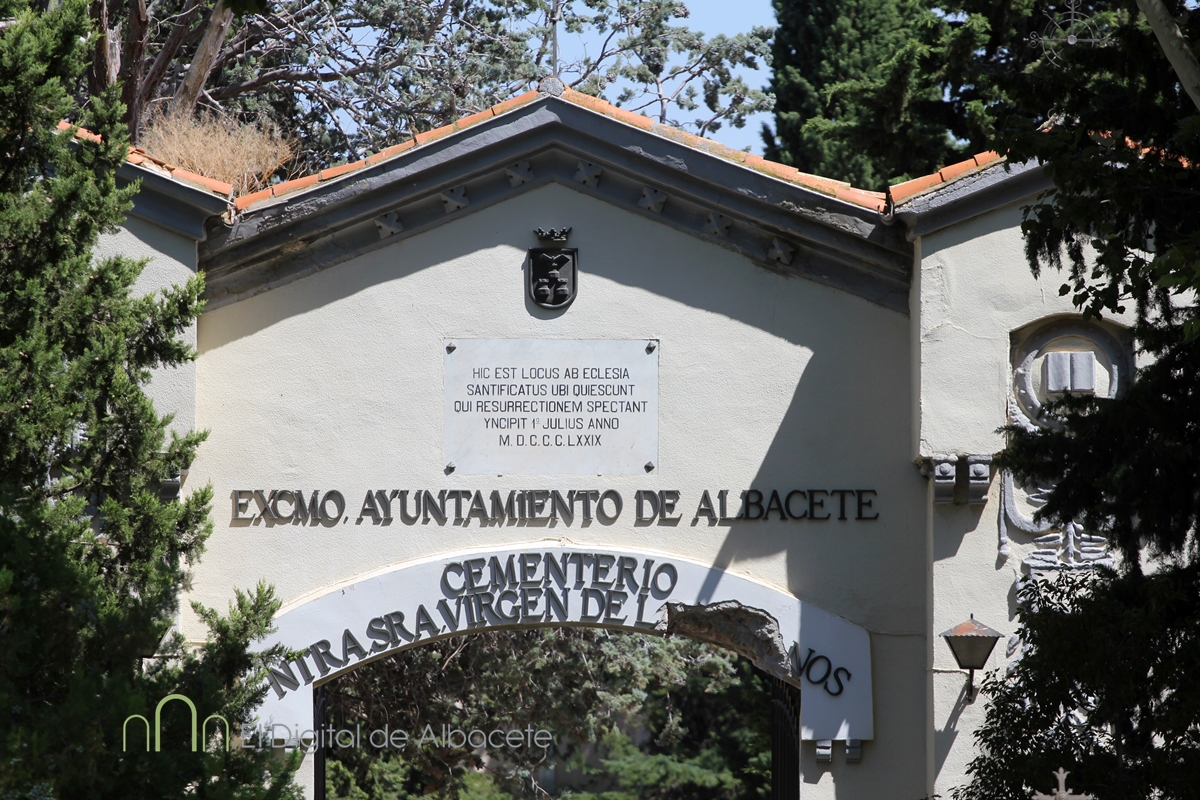 HIC EST LOCUS AB ECLESIA
SANTIFICATUS UBI QUIESCUNT
QUI RESURRECTIONEM SPECTANT
YNCIPIT 1º JULIUS ANNO
M.D.C.C.C.LXXIX
EXCMO. AYUNTAMIENTO DE ALBACETE
CEMENTERIO
NTRA.SRA.VIRGEN DE L NOS
El Digital de Albacete